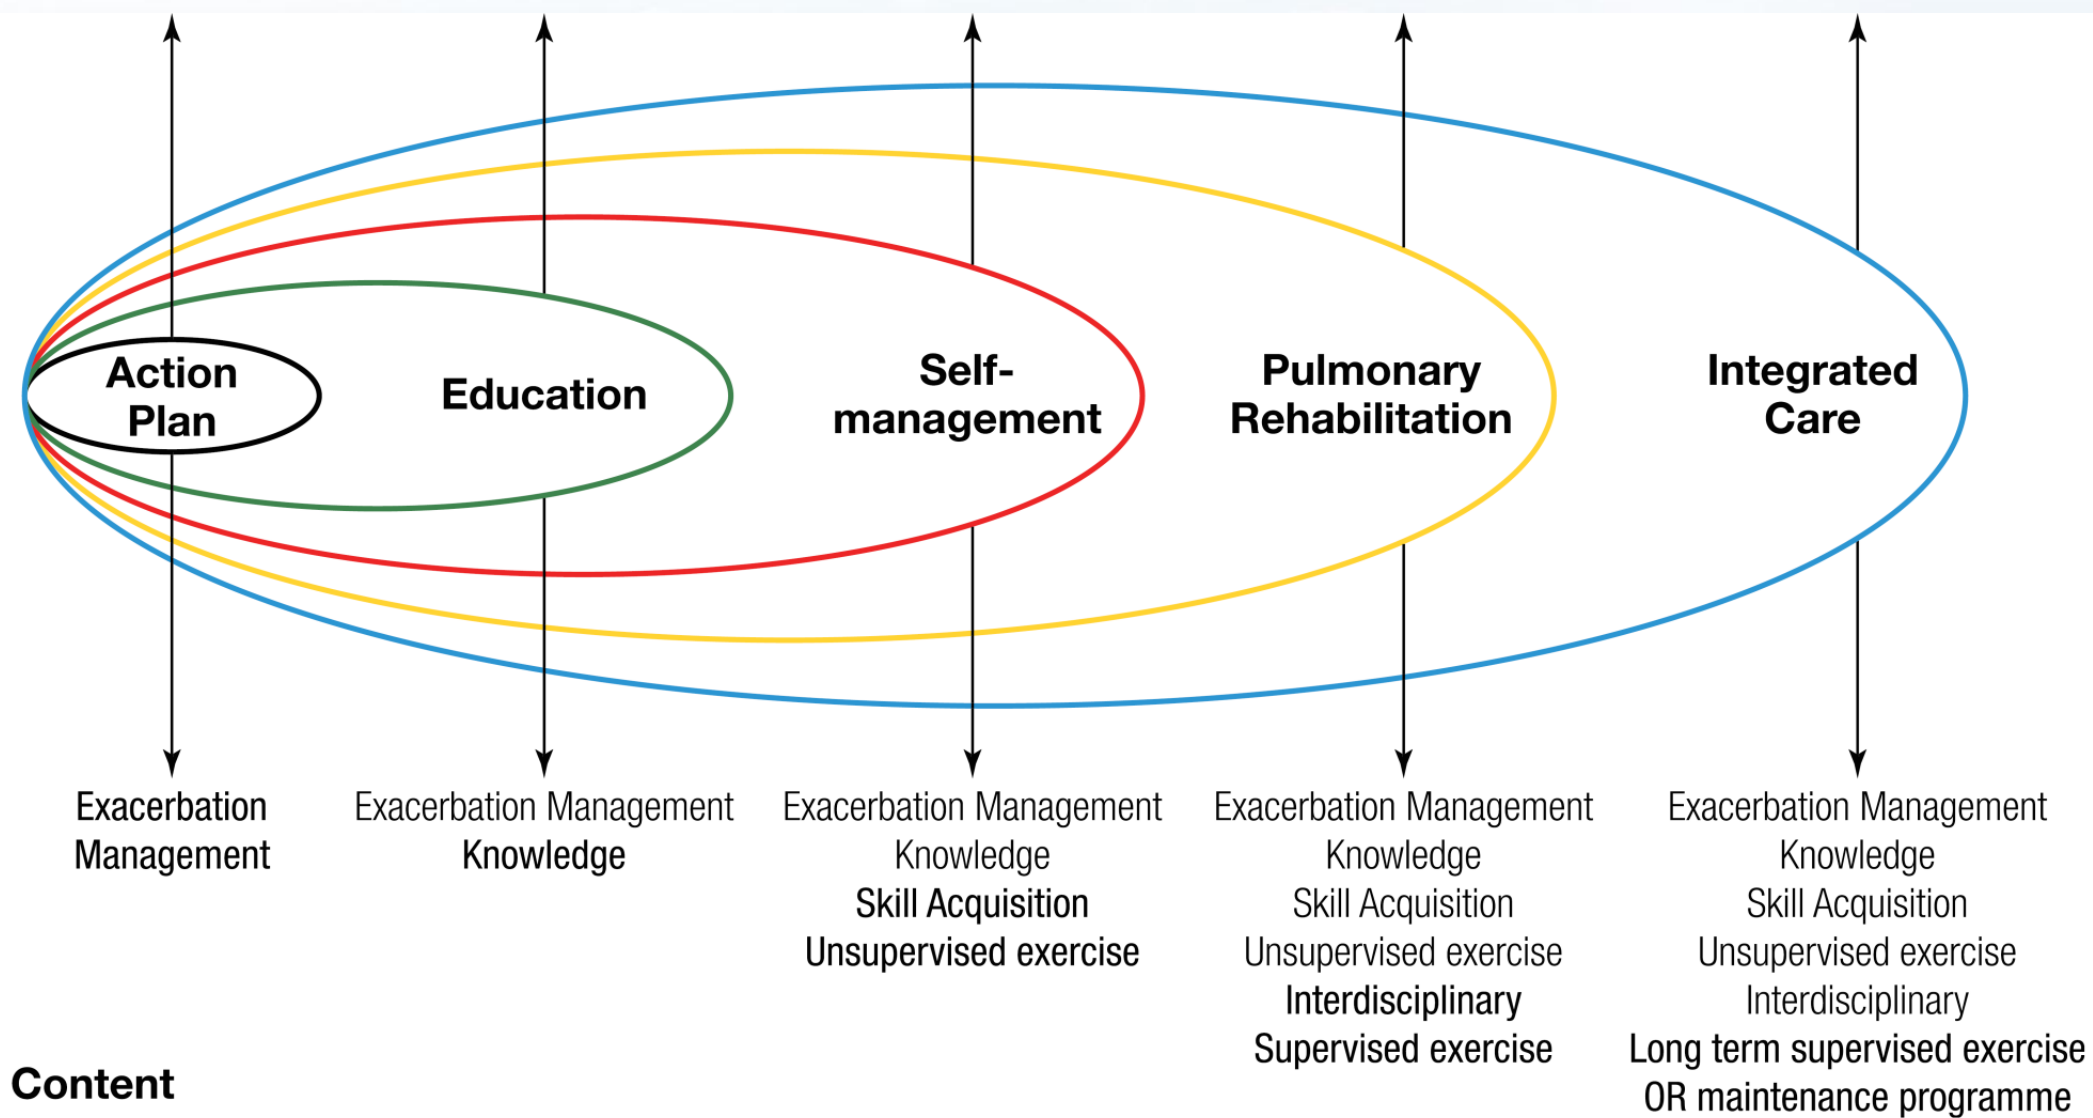 Action
Plan
Education
Self-
management
Pulmonary
Rehabilitation
Integrated
Care
Exacerbation
Management
Exacerbation Management
Knowledge
Exacerbation Management
Knowledge
Skill Acquisition
Unsupervised exercise
Exacerbation Management
Knowledge
Skill Acquisition
Unsupervised exercise
Interdisciplinary
Supervised exercise
Exacerbation Management
Knowledge
Skill Acquisition
Unsupervised exercise
Interdisciplinary
Long term supervised exercise
OR maintenance programme
Content